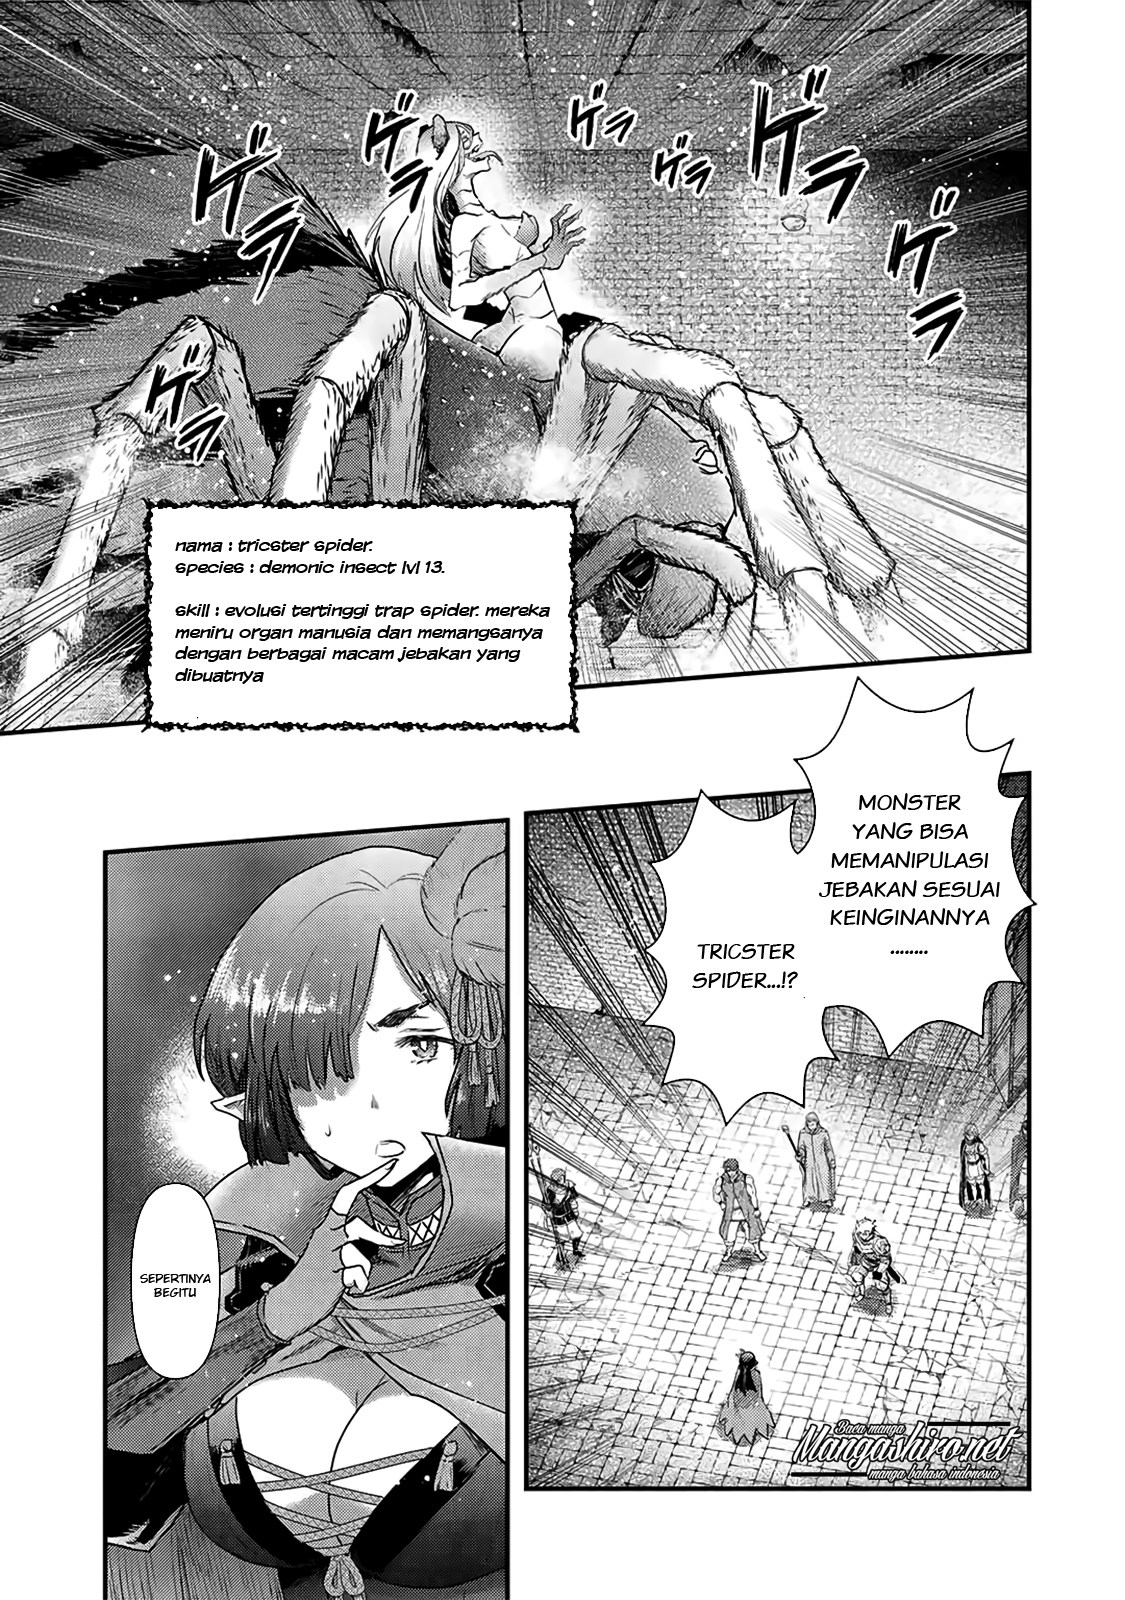 ゲラ
ゲラ
ゲラ
ゲラ
ゲラ
ゲラ
ゲラ
nama : tricster spider.
species : demonic insect lvl 13.
skill : evolusi tertinggi trap spider. mereka
meniru organ manusia dan memangsanya
dengan berbagai macam jebakan yang
dibuatnya
MONSTER
YANG BISA
MEMANIPULASI
JEBAKAN SESUAI
KEINGINANNYA
........
TRICSTER
SPIDER...!?
SEPERTINYA
BEGITU
Baca manga
Mangashiro.net
manga bahasa indonesia